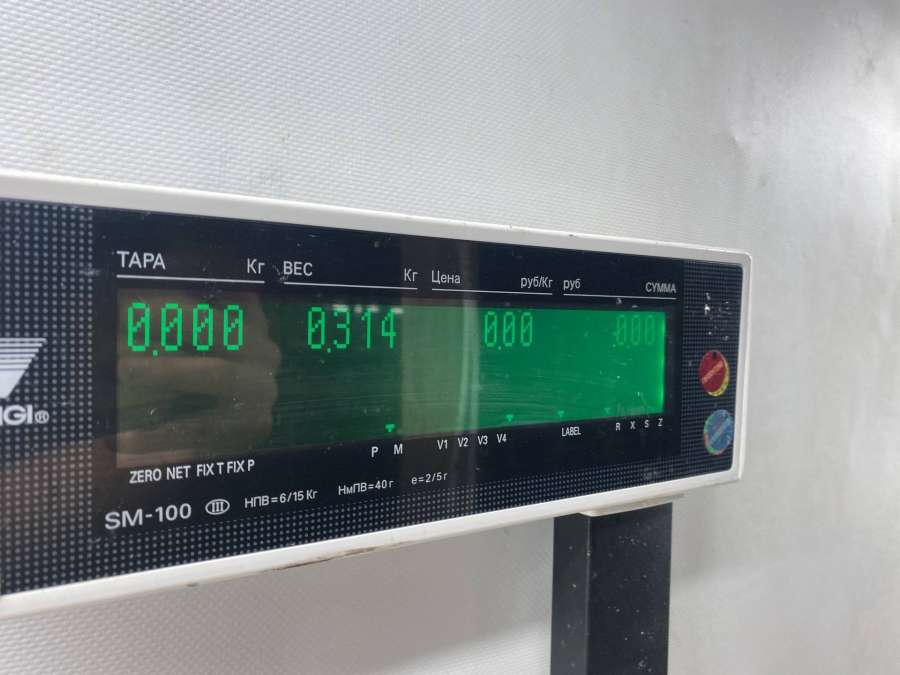 ТАРА Кг ВЕС Кг Цена руб/Кг руб СУММА
0.000 0.314 0.00 0.00
P M V1 V2 V3 V4 LABEL R X S Z
ZERO NET FIX T FIX P
SM-100 III НПВ=6/15 Кг НмПВ=40 г e=2/5 г